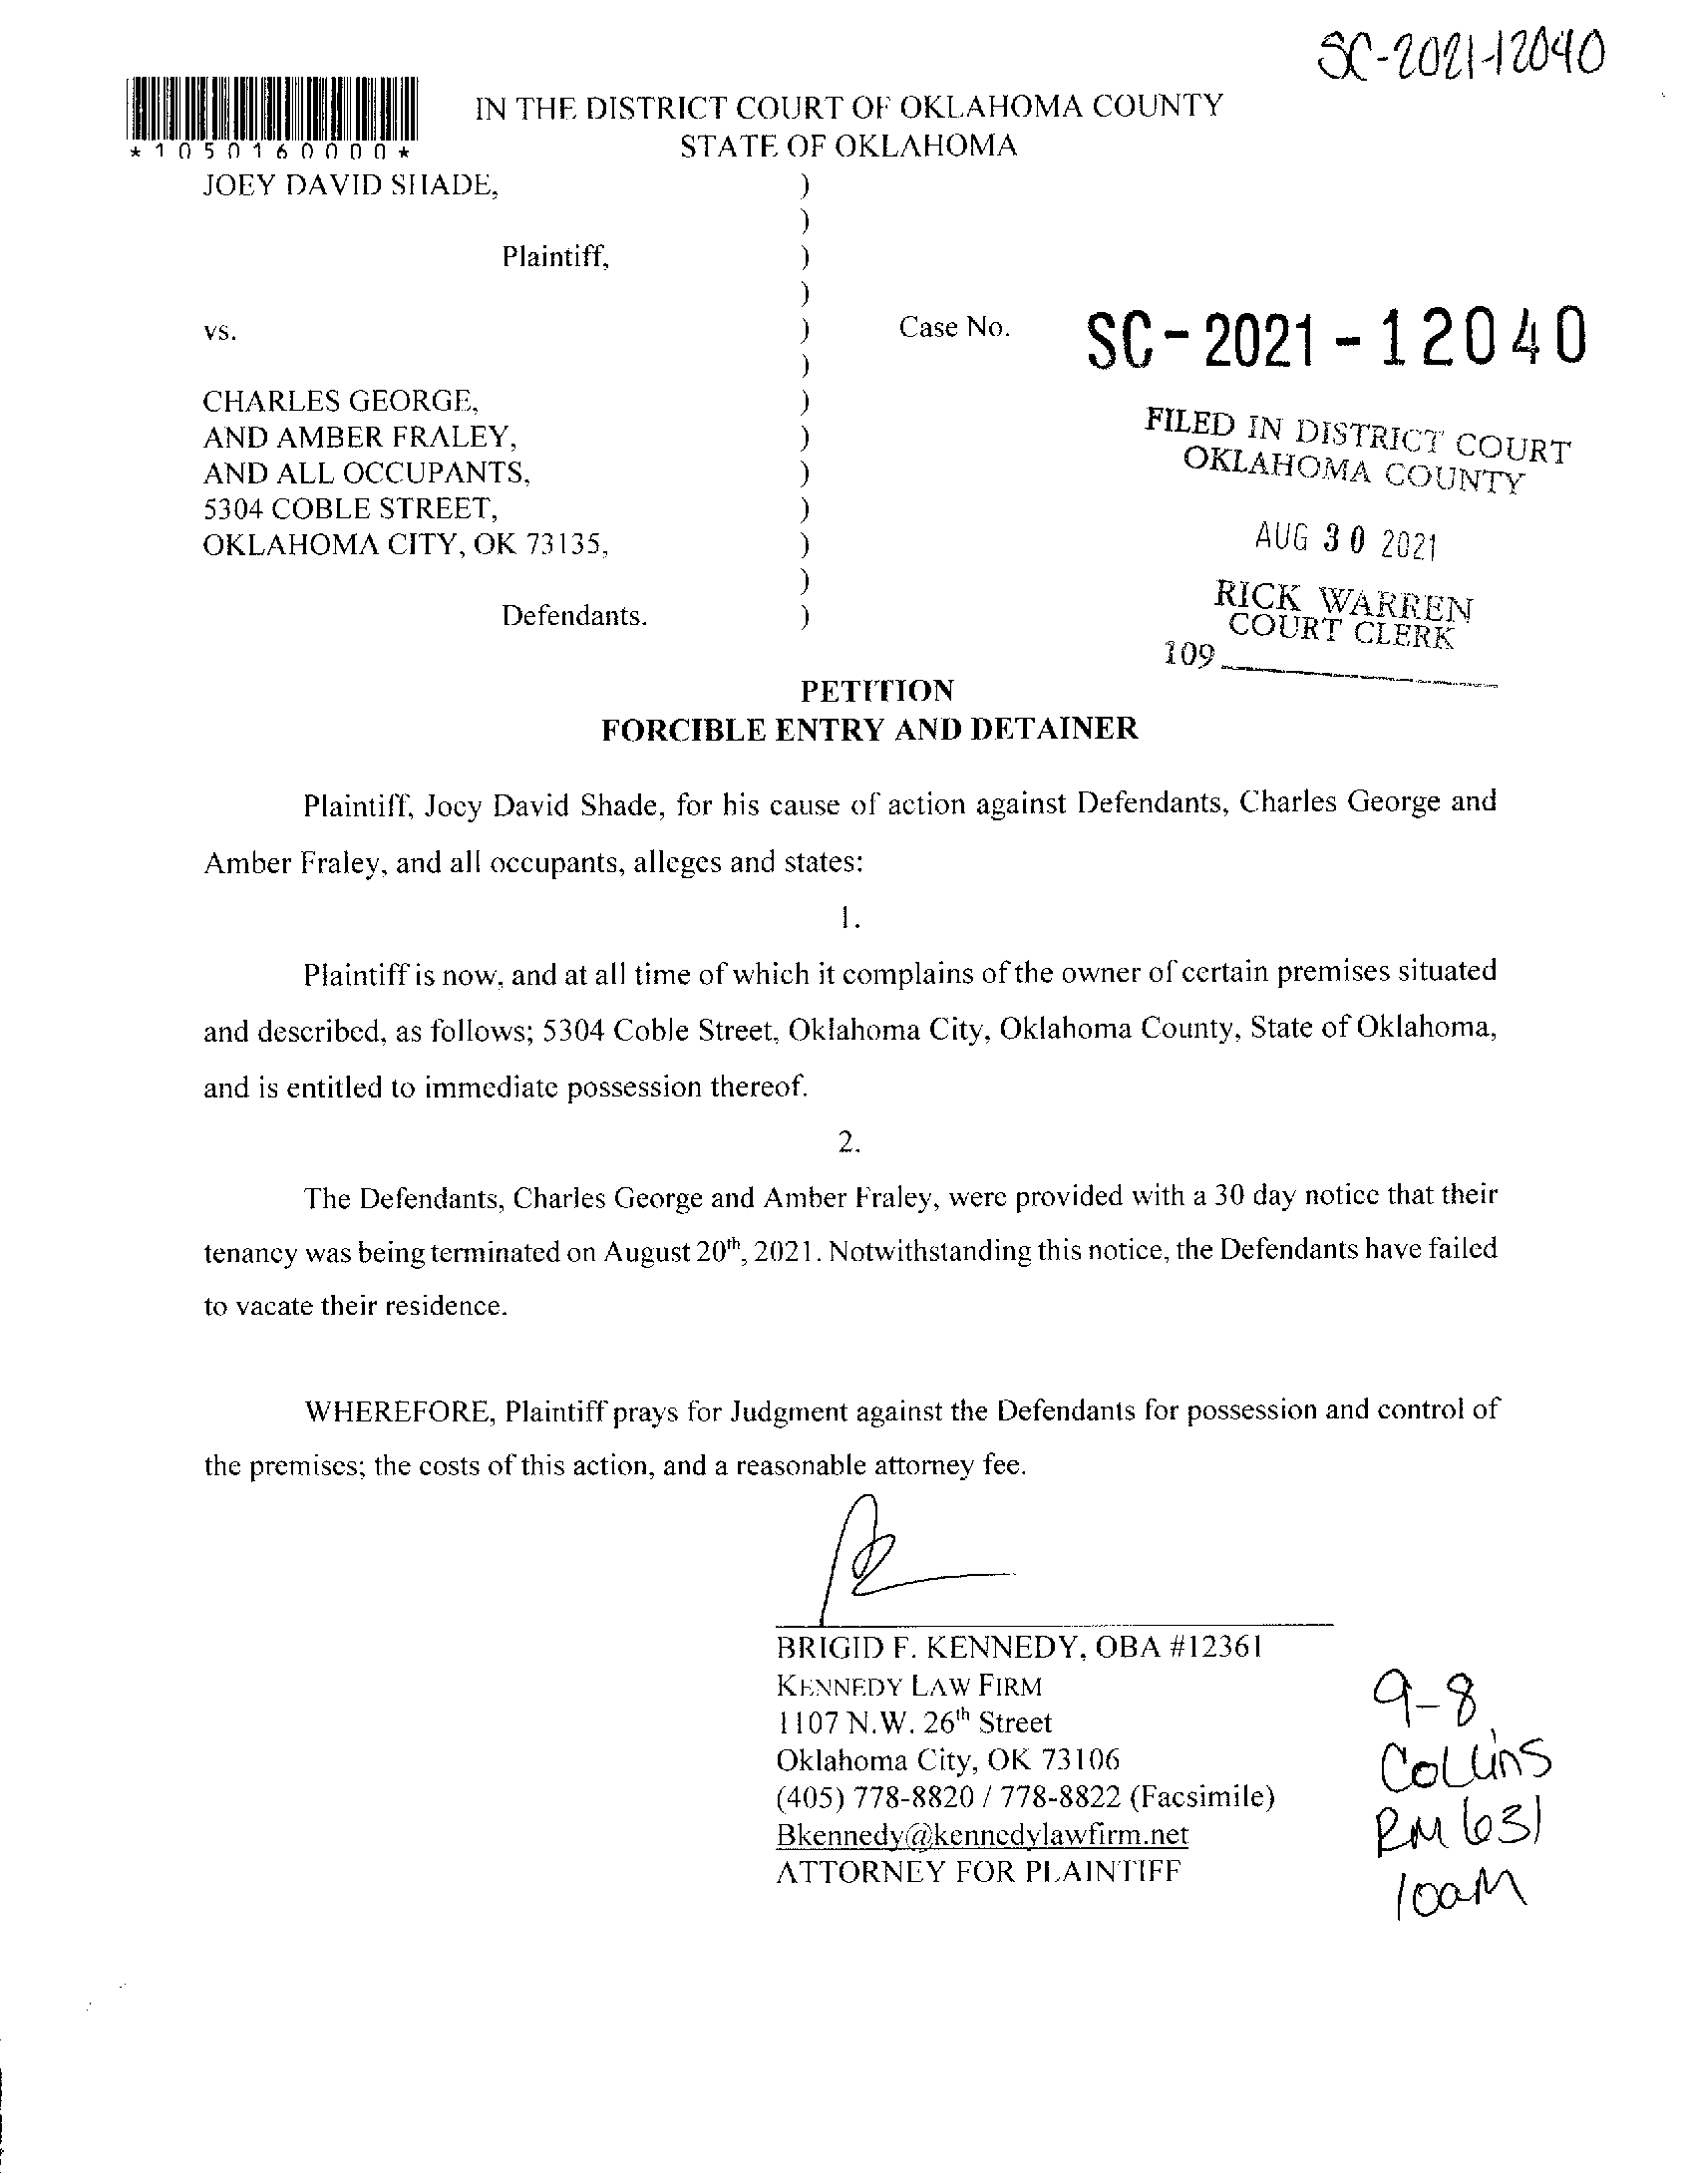 SC-2021-12040
IN THE DISTRICT COURT OF OKLAHOMA COUNTY
STATE OF OKLAHOMA
*1050160000*
JOEY DAVID SHADE, )
)
Plaintiff, )
)
vs. ) Case No. SC-2021-12040
)
CHARLES GEORGE, )
AND AMBER FRALEY, )
AND ALL OCCUPANTS, )
5304 COBLE STREET, )
OKLAHOMA CITY, OK 73135, )
)
Defendants. )
FILED IN DISTRICT COURT
OKLAHOMA COUNTY
AUG 30 2021
RICK WARREN
COURT CLERK
109
PETITION
FORCIBLE ENTRY AND DETAINER
Plaintiff, Joey David Shade, for his cause of action against Defendants, Charles George and
Amber Fraley, and all occupants, alleges and states:
1.
Plaintiff is now, and at all time of which it complains of the owner of certain premises situated
and described, as follows; 5304 Coble Street, Oklahoma City, Oklahoma County, State of Oklahoma,
and is entitled to immediate possession thereof.
2.
The Defendants, Charles George and Amber Fraley, were provided with a 30 day notice that their
tenancy was being terminated on August 20th, 2021. Notwithstanding this notice, the Defendants have failed
to vacate their residence.
WHEREFORE, Plaintiff prays for Judgment against the Defendants for possession and control of
the premises; the costs of this action, and a reasonable attorney fee.
BRIGID F. KENNEDY, OBA #12361
KENNEDY LAW FIRM
1107 N.W. 26th Street
Oklahoma City, OK 73106
(405) 778-8820 / 778-8822 (Facsimile)
Bkennedy@kennedylawfirm.net
ATTORNEY FOR PLAINTIFF
9-8
Collins
RM 631
10am